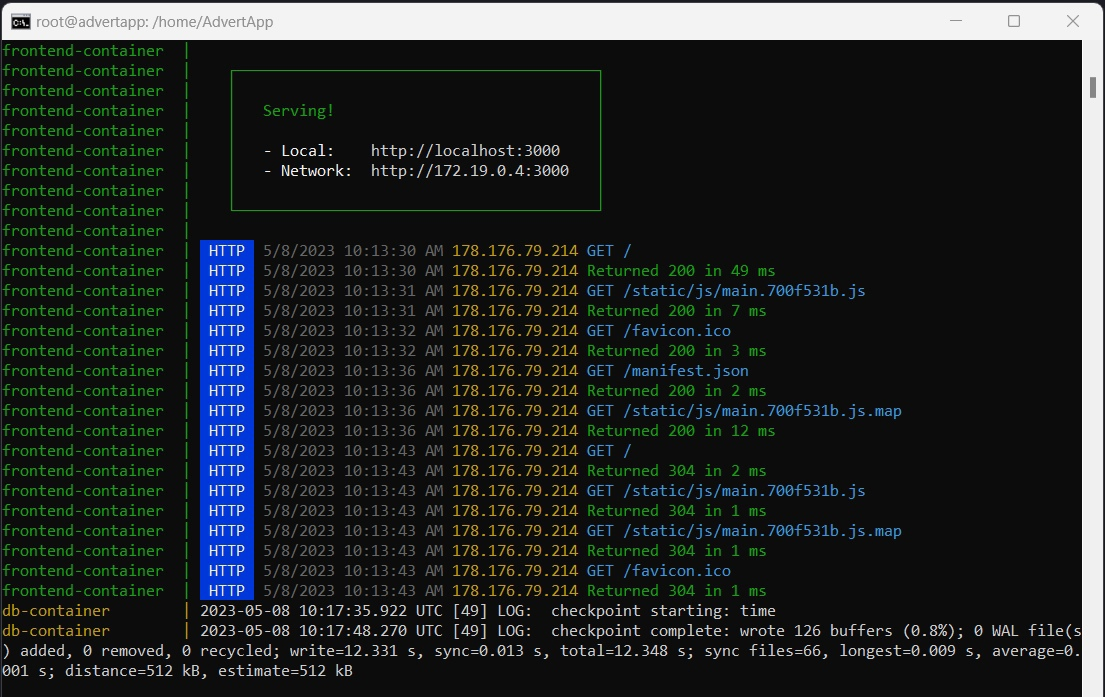 root@advertapp: /home/AdvertApp
frontend-container |
frontend-container |
frontend-container |
frontend-container | Serving!
frontend-container |
frontend-container | - Local: http://localhost:3000
frontend-container | - Network: http://172.19.0.4:3000
frontend-container |
frontend-container |
frontend-container |
frontend-container | HTTP 5/8/2023 10:13:30 AM 178.176.79.214 GET /
frontend-container | HTTP 5/8/2023 10:13:30 AM 178.176.79.214 Returned 200 in 49 ms
frontend-container | HTTP 5/8/2023 10:13:31 AM 178.176.79.214 GET /static/js/main.700f531b.js
frontend-container | HTTP 5/8/2023 10:13:31 AM 178.176.79.214 Returned 200 in 7 ms
frontend-container | HTTP 5/8/2023 10:13:32 AM 178.176.79.214 GET /favicon.ico
frontend-container | HTTP 5/8/2023 10:13:32 AM 178.176.79.214 Returned 200 in 3 ms
frontend-container | HTTP 5/8/2023 10:13:36 AM 178.176.79.214 GET /manifest.json
frontend-container | HTTP 5/8/2023 10:13:36 AM 178.176.79.214 Returned 200 in 2 ms
frontend-container | HTTP 5/8/2023 10:13:36 AM 178.176.79.214 GET /static/js/main.700f531b.js.map
frontend-container | HTTP 5/8/2023 10:13:36 AM 178.176.79.214 Returned 200 in 12 ms
frontend-container | HTTP 5/8/2023 10:13:43 AM 178.176.79.214 GET /
frontend-container | HTTP 5/8/2023 10:13:43 AM 178.176.79.214 Returned 304 in 2 ms
frontend-container | HTTP 5/8/2023 10:13:43 AM 178.176.79.214 GET /static/js/main.700f531b.js
frontend-container | HTTP 5/8/2023 10:13:43 AM 178.176.79.214 Returned 304 in 1 ms
frontend-container | HTTP 5/8/2023 10:13:43 AM 178.176.79.214 GET /static/js/main.700f531b.js.map
frontend-container | HTTP 5/8/2023 10:13:43 AM 178.176.79.214 Returned 304 in 1 ms
frontend-container | HTTP 5/8/2023 10:13:43 AM 178.176.79.214 GET /favicon.ico
frontend-container | HTTP 5/8/2023 10:13:43 AM 178.176.79.214 Returned 304 in 1 ms
db-container | 2023-05-08 10:17:35.922 UTC [49] LOG: checkpoint starting: time
db-container | 2023-05-08 10:17:48.270 UTC [49] LOG: checkpoint complete: wrote 126 buffers (0.8%); 0 WAL file(s
) added, 0 removed, 0 recycled; write=12.331 s, sync=0.013 s, total=12.348 s; sync files=66, longest=0.009 s, average=0.
001 s; distance=512 kB, estimate=512 kB